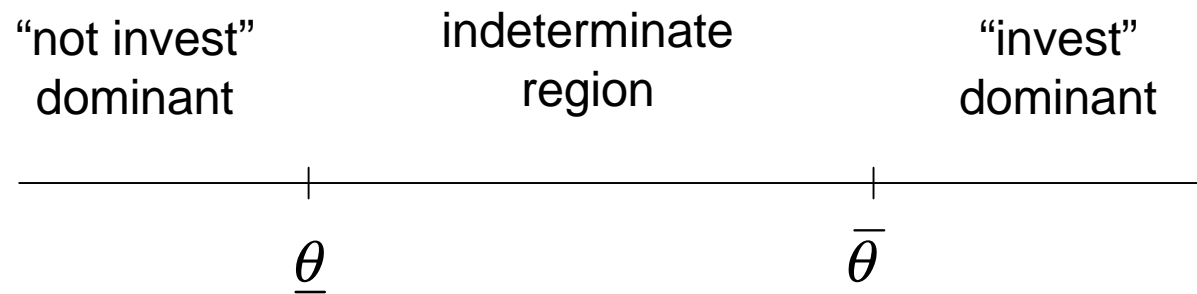 “not invest”
dominant
indeterminate
region
“invest”
dominant
θ̲
θ̅